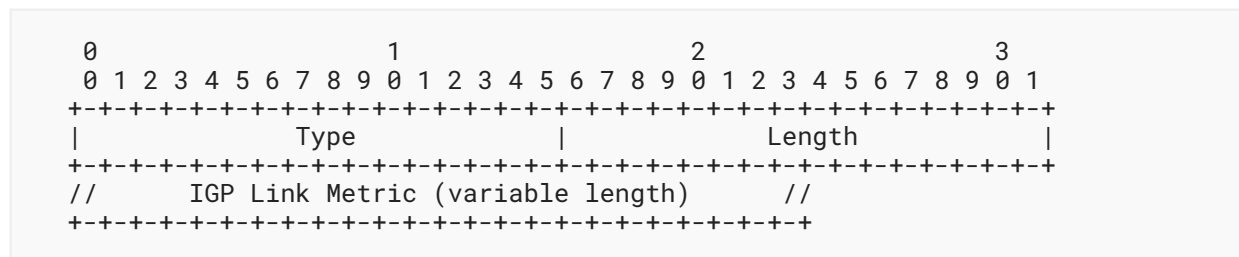 0                   1                   2                   3
 0 1 2 3 4 5 6 7 8 9 0 1 2 3 4 5 6 7 8 9 0 1 2 3 4 5 6 7 8 9 0 1
+-+-+-+-+-+-+-+-+-+-+-+-+-+-+-+-+-+-+-+-+-+-+-+-+-+-+-+-+-+-+-+-+
|              Type             |             Length            |
+-+-+-+-+-+-+-+-+-+-+-+-+-+-+-+-+-+-+-+-+-+-+-+-+-+-+-+-+-+-+-+-+
//      IGP Link Metric (variable length)      //
+-+-+-+-+-+-+-+-+-+-+-+-+-+-+-+-+-+-+-+-+-+-+-+-+